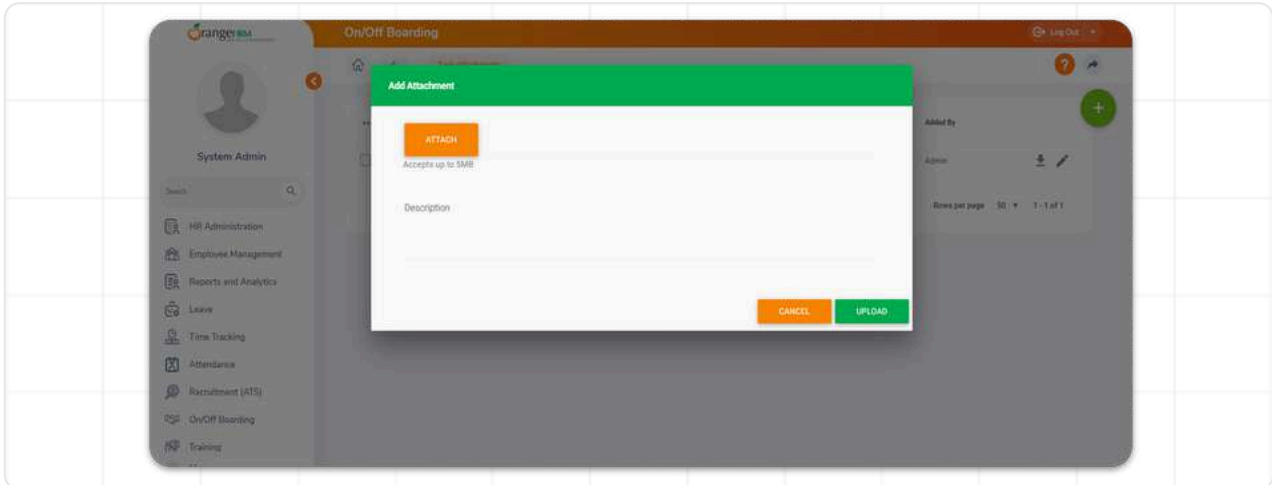 OrangeHRM
On/Off Boarding
Log Out
?
Add Attachment
ATTACH
Accepts up to 5MB
Description
CANCEL
UPLOAD
Added By
Admin
Rows per page 50 1 - 1 of 1
System Admin
Search
HR Administration
Employee Management
Reports and Analytics
Leave
Time Tracking
Attendance
Recruitment (ATS)
On/Off Boarding
Training